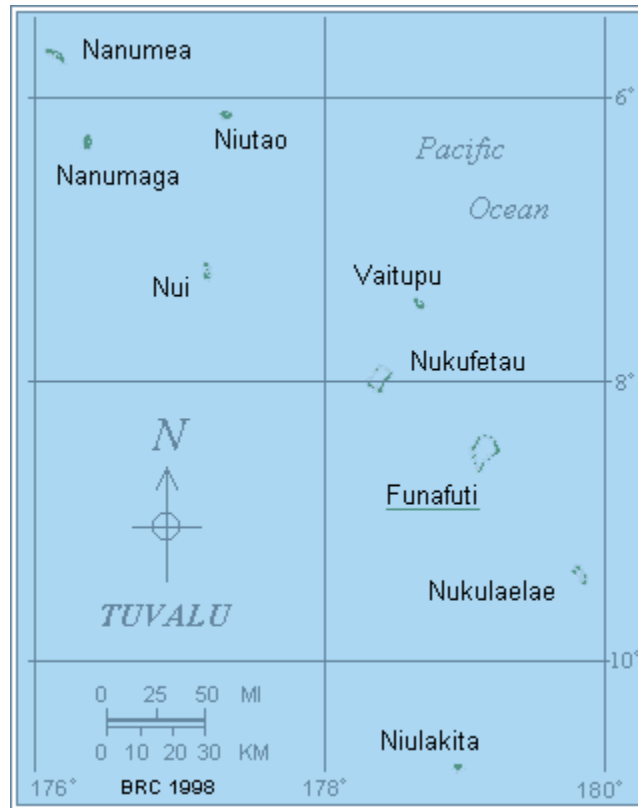 Nanumea
6°
Niutao
Pacific
Nanumaga
Ocean
Vaitupu
Nui
Nukufetau
8°
N
Funafuti
Nukulaelae
TUVALU
10°
0 25 50 MI
Niulakita
0 10 20 30 KM
176° BRC 1998 178° 180°